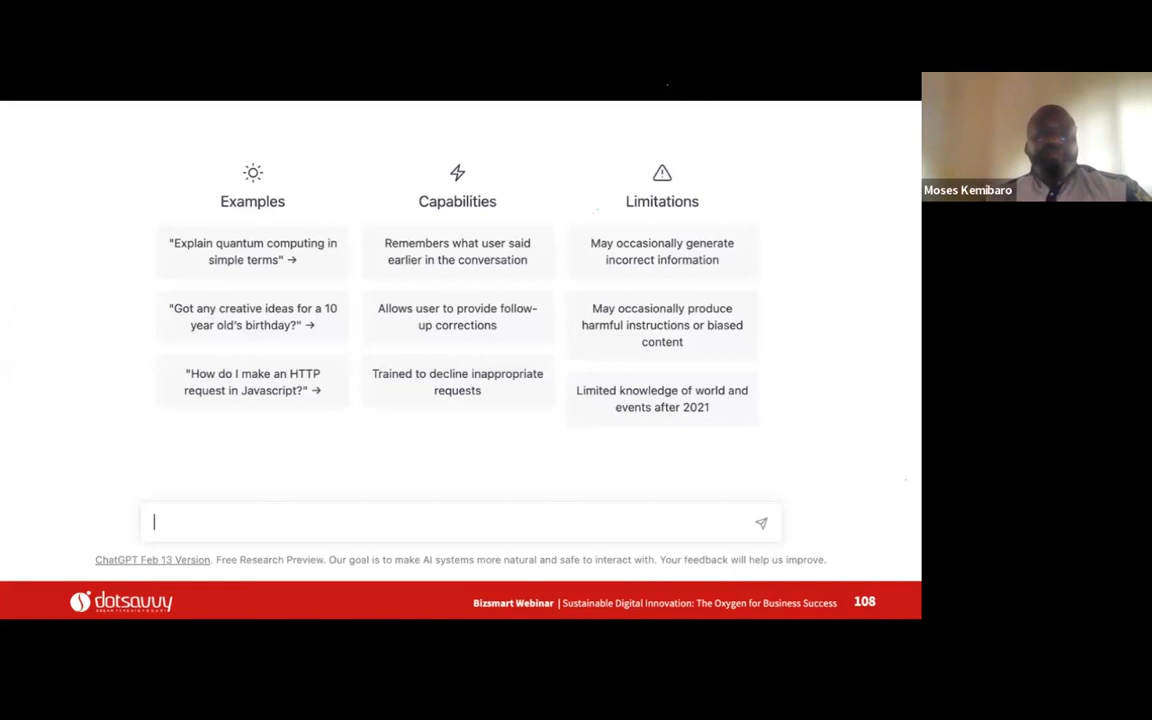 Moses Kemibaro
Examples
"Explain quantum computing in
simple terms" →
"Got any creative ideas for a 10
year old's birthday?" →
"How do I make an HTTP
request in Javascript?" →
Capabilities
Remembers what user said
earlier in the conversation
Allows user to provide follow-
up corrections
Trained to decline inappropriate
requests
Limitations
May occasionally generate
incorrect information
May occasionally produce
harmful instructions or biased
content
Limited knowledge of world and
events after 2021
ChatGPT Feb 13 Version. Free Research Preview. Our goal is to make AI systems more natural and safe to interact with. Your feedback will help us improve.
dotsavvy
Bizsmart Webinar | Sustainable Digital Innovation: The Oxygen for Business Success 108